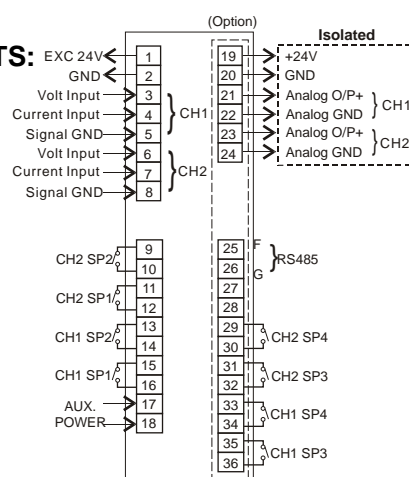 (Option)
Isolated
TS:
EXC 24V 1
GND 2
Volt Input 3
Current Input 4
Signal GND 5
CH1
Volt Input 6
Current Input 7
Signal GND 8
CH2
19 +24V
20 GND
21 Analog O/P+
22 Analog GND
CH1
23 Analog O/P+
24 Analog GND
CH2
CH2 SP2 9
10
CH2 SP1 11
12
CH1 SP2 13
14
CH1 SP1 15
16
AUX. 17
POWER 18
25 F
26 G
RS485
27
28
29
30
CH2 SP4
31
32
CH2 SP3
33
34
CH1 SP4
35
36
CH1 SP3